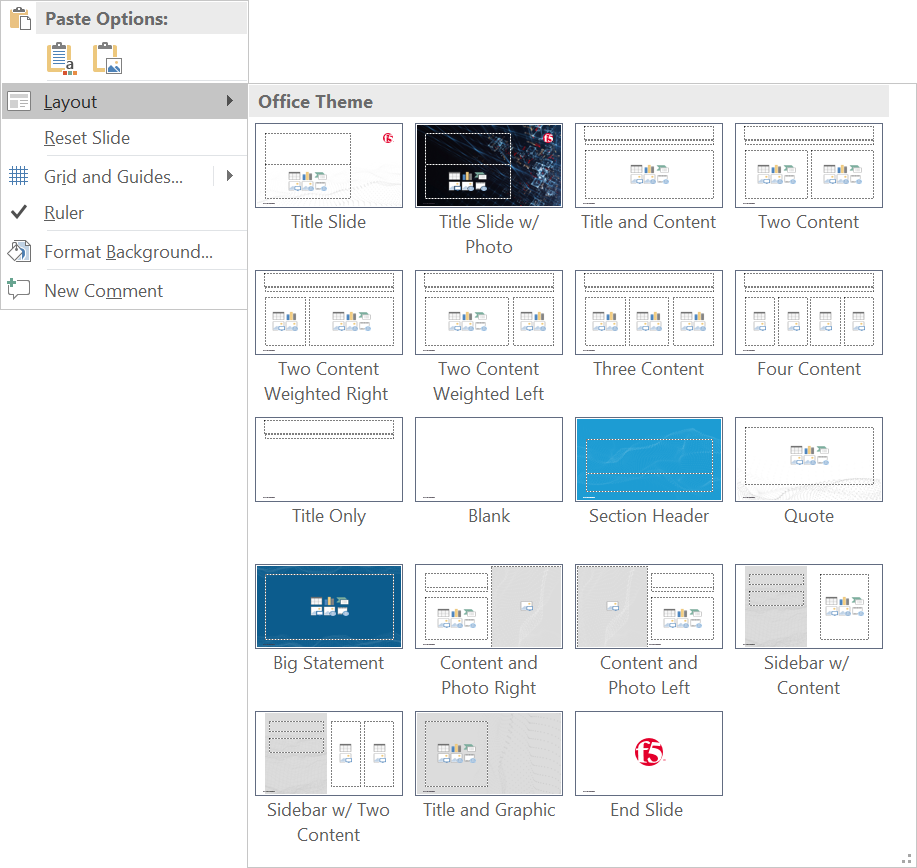 Paste Options:
a
Layout
Reset Slide
Grid and Guides...
Ruler
Format Background...
New Comment
Office Theme
f5
f5
Title Slide
Title Slide w/
Photo
Title and Content
Two Content
Two Content
Weighted Right
Two Content
Weighted Left
Three Content
Four Content
Title Only
Blank
Section Header
Quote
Big Statement
Content and
Photo Right
Content and
Photo Left
Sidebar w/
Content
f5
Sidebar w/ Two
Content
Title and Graphic
End Slide